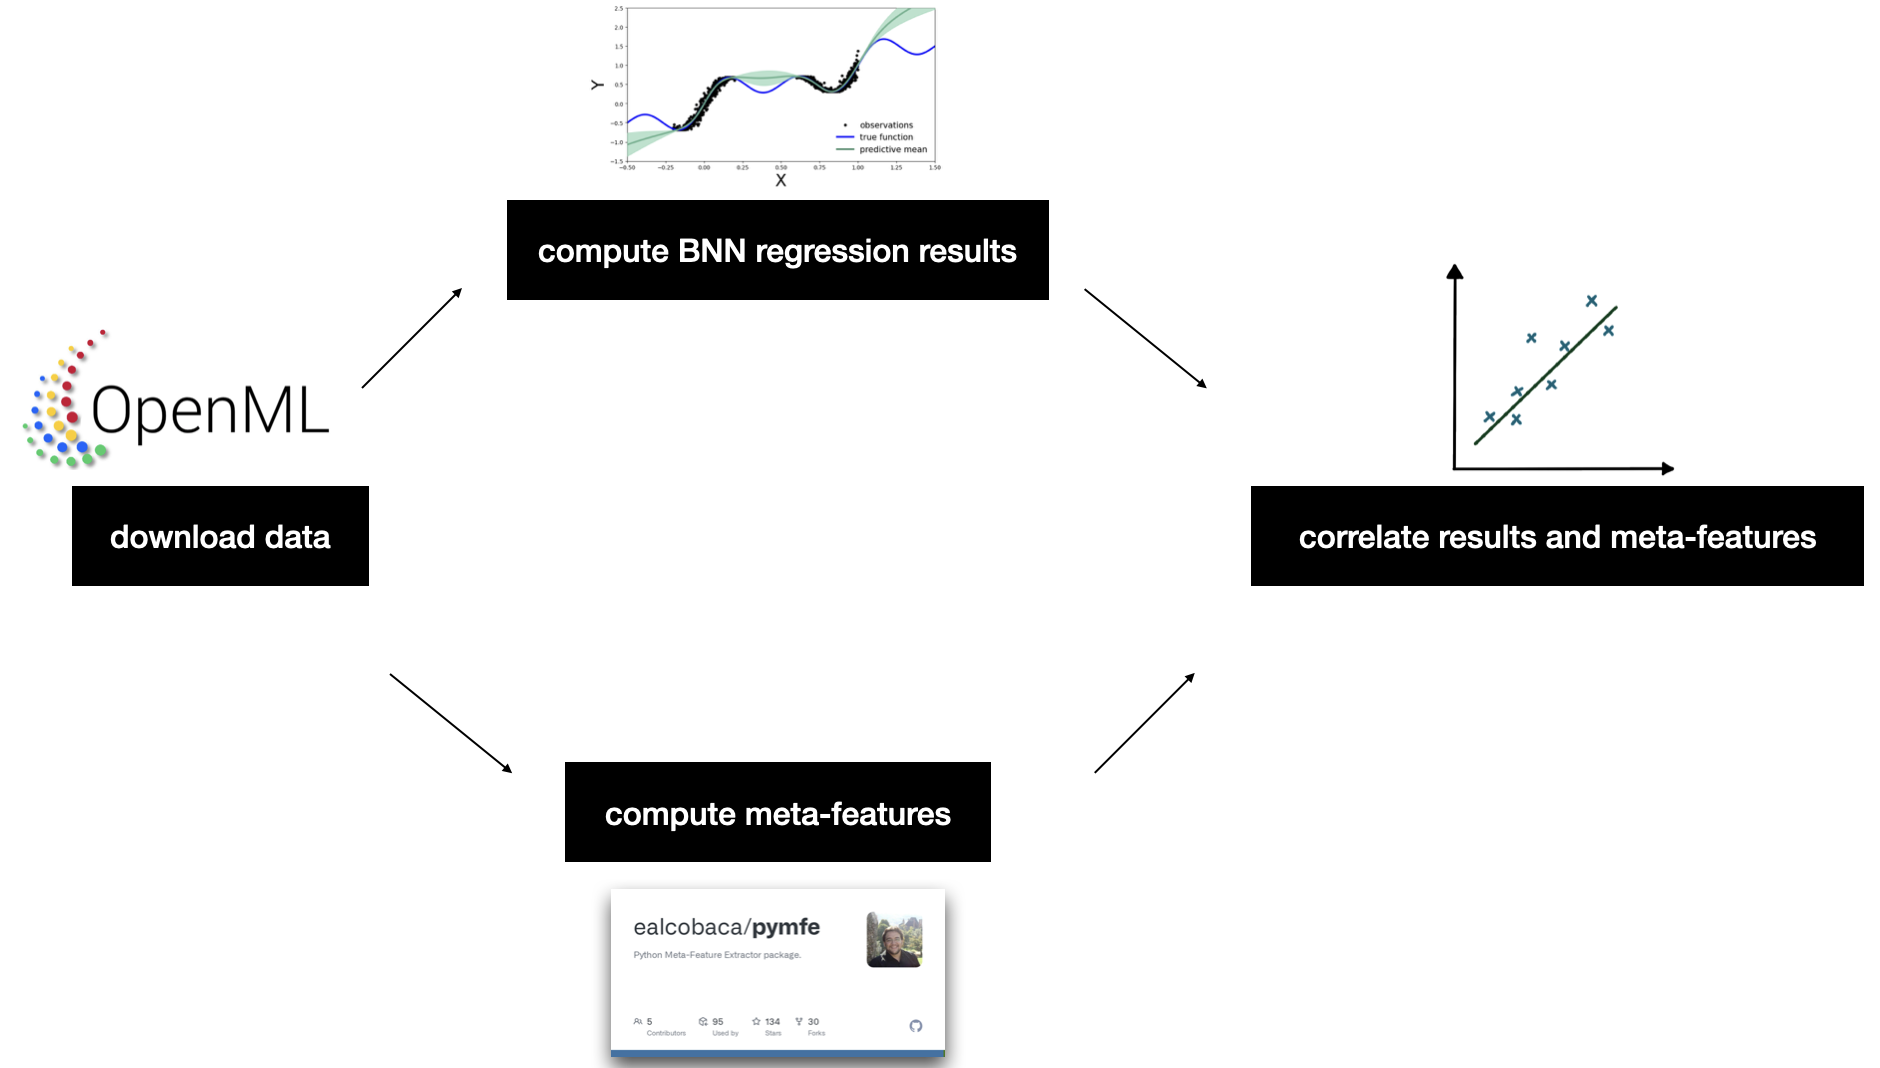 2.5
2.0
1.5
1.0
0.5
0.0
−0.5
−1.0
−1.5
Y
observations
true function
predictive mean
−0.50 −0.25 0.00 0.25 0.50 0.75 1.00 1.25 1.50
X
compute BNN regression results
OpenML
download data
correlate results and meta-features
compute meta-features
ealcobaca/pymfe
Python Meta-Feature Extractor package.
5 95 134 30
Contributors Used by Stars Forks